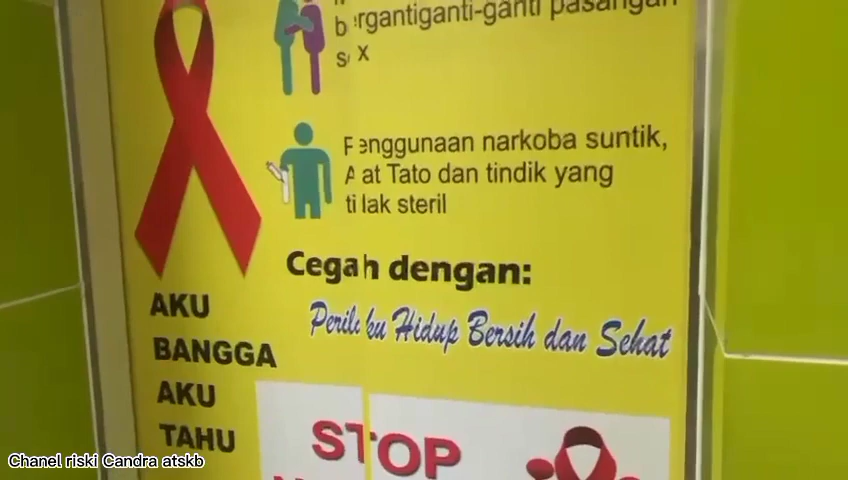 bergantiganti-ganti pasangan
sex
Penggunaan narkoba suntik,
Alat Tato dan tindik yang
tidak steril
Cegah dengan:
Perilaku Hidup Bersih dan Sehat
AKU
BANGGA
AKU
TAHU
STOP
Chanel riski Candra atskb